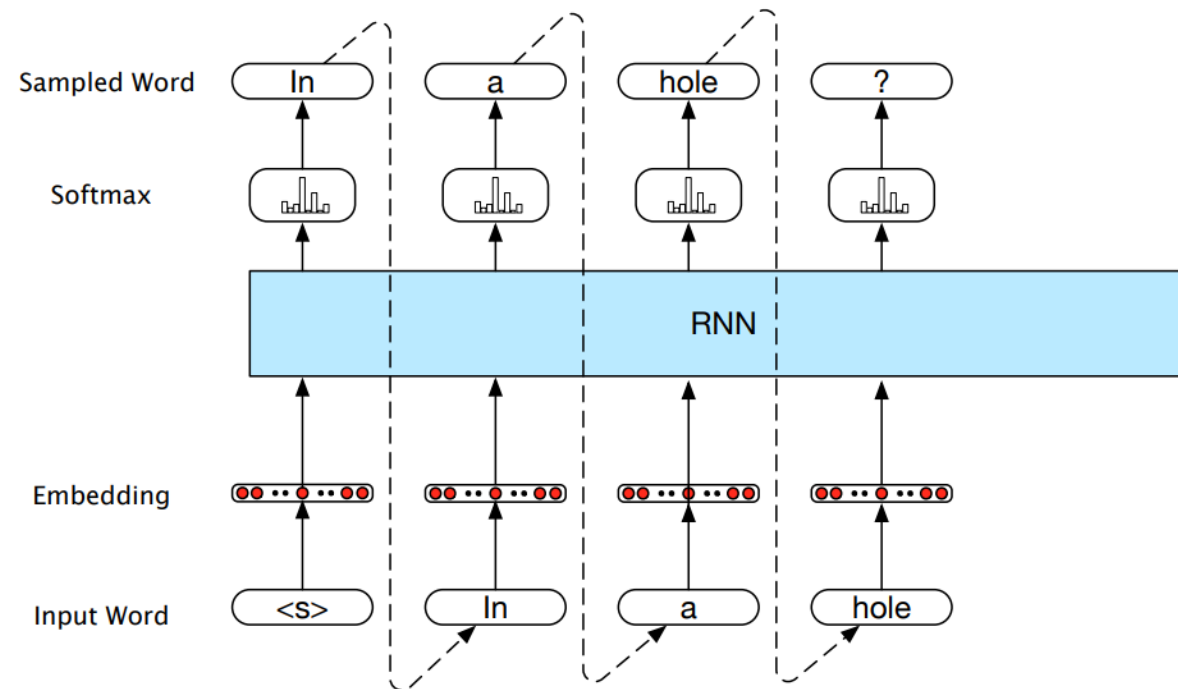 Sampled Word In a hole ?
Softmax
RNN
Embedding
Input Word <s> In a hole